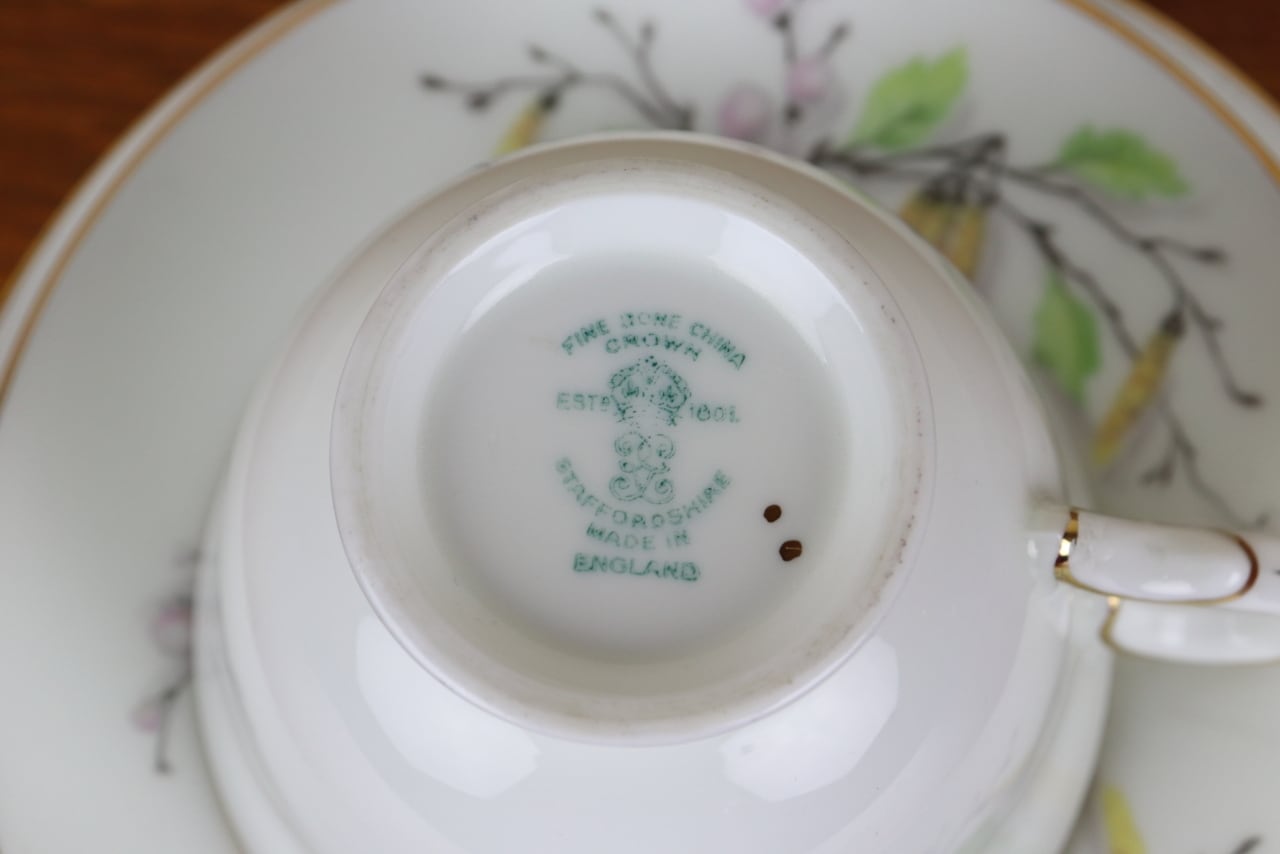 FINE BONE CHINA
CROWN
ESTD 1801
STAFFORDSHIRE
MADE IN
ENGLAND